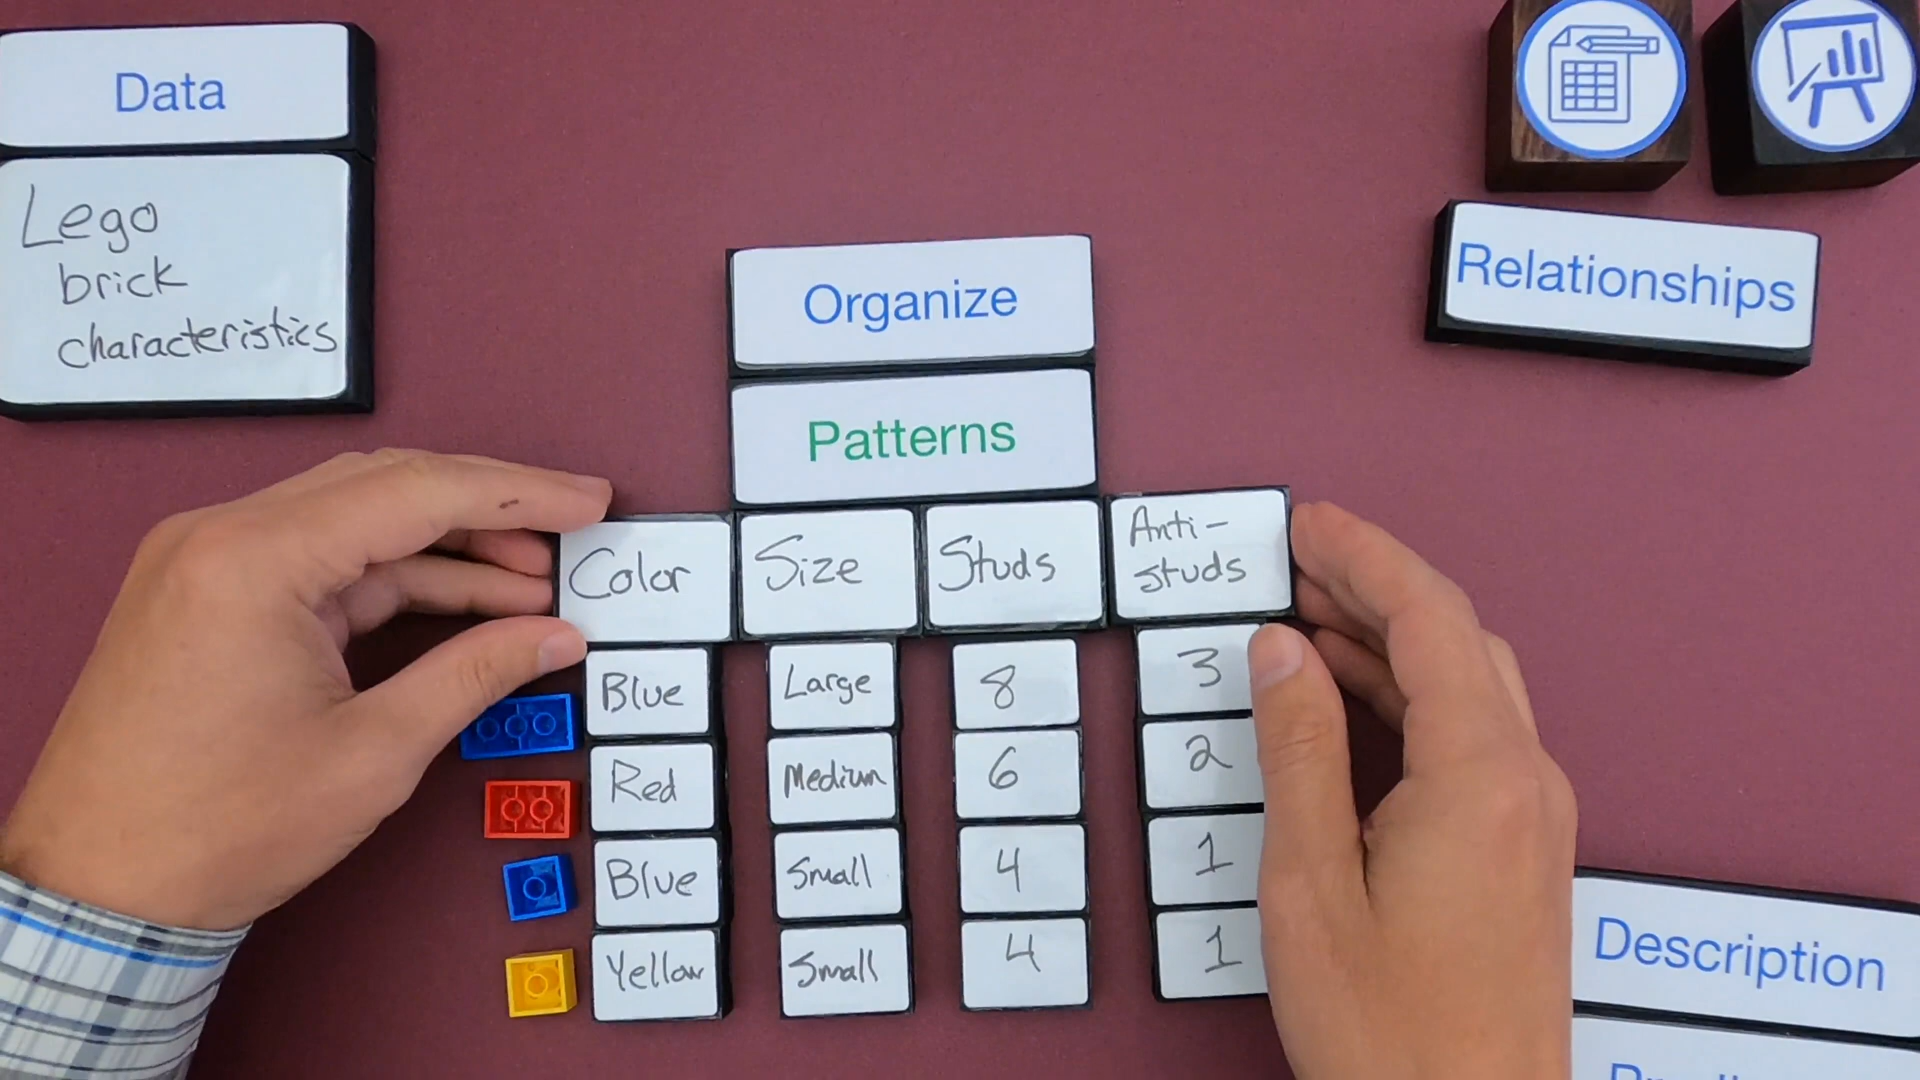 Data
Lego
brick
characteristics
Organize
Patterns
Relationships
Color Size Studs Anti-
studs
Blue Large 8 3
Red Medium 6 2
Blue Small 4 1
Yellow Small 4 1
Description